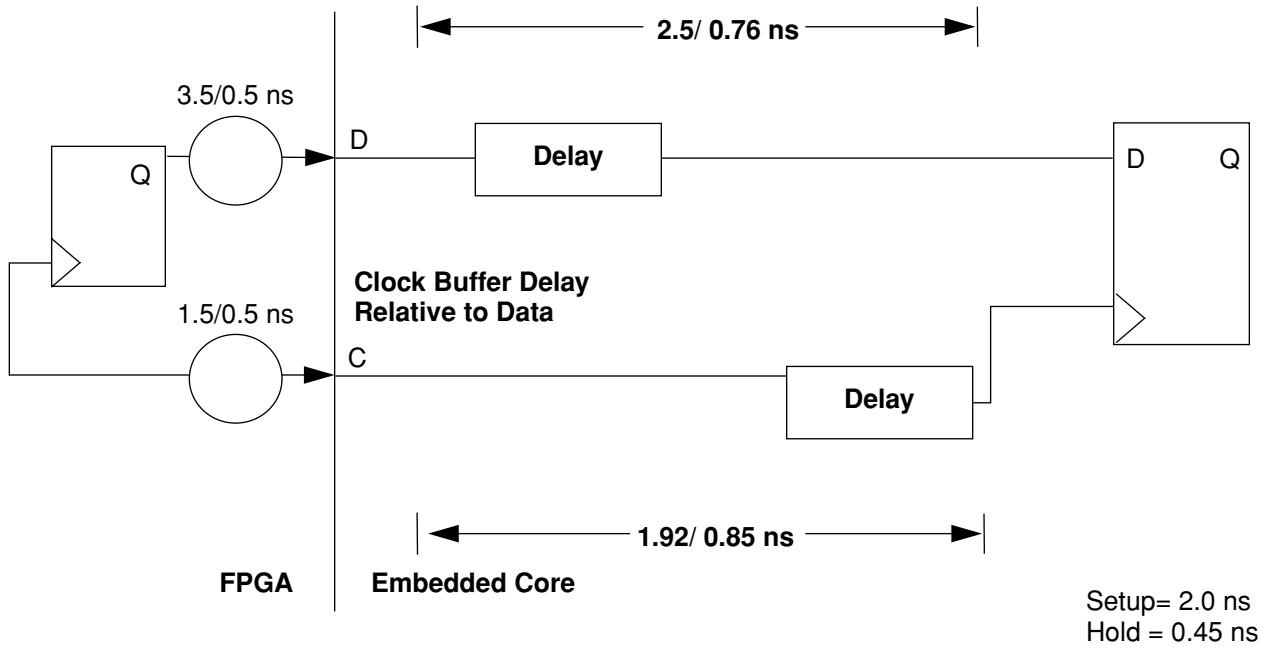 2.5/ 0.76 ns
3.5/0.5 ns
D
Delay
D Q
Q
Clock Buffer Delay
Relative to Data
1.5/0.5 ns
C
Delay
1.92/ 0.85 ns
FPGA Embedded Core
Setup= 2.0 ns
Hold = 0.45 ns